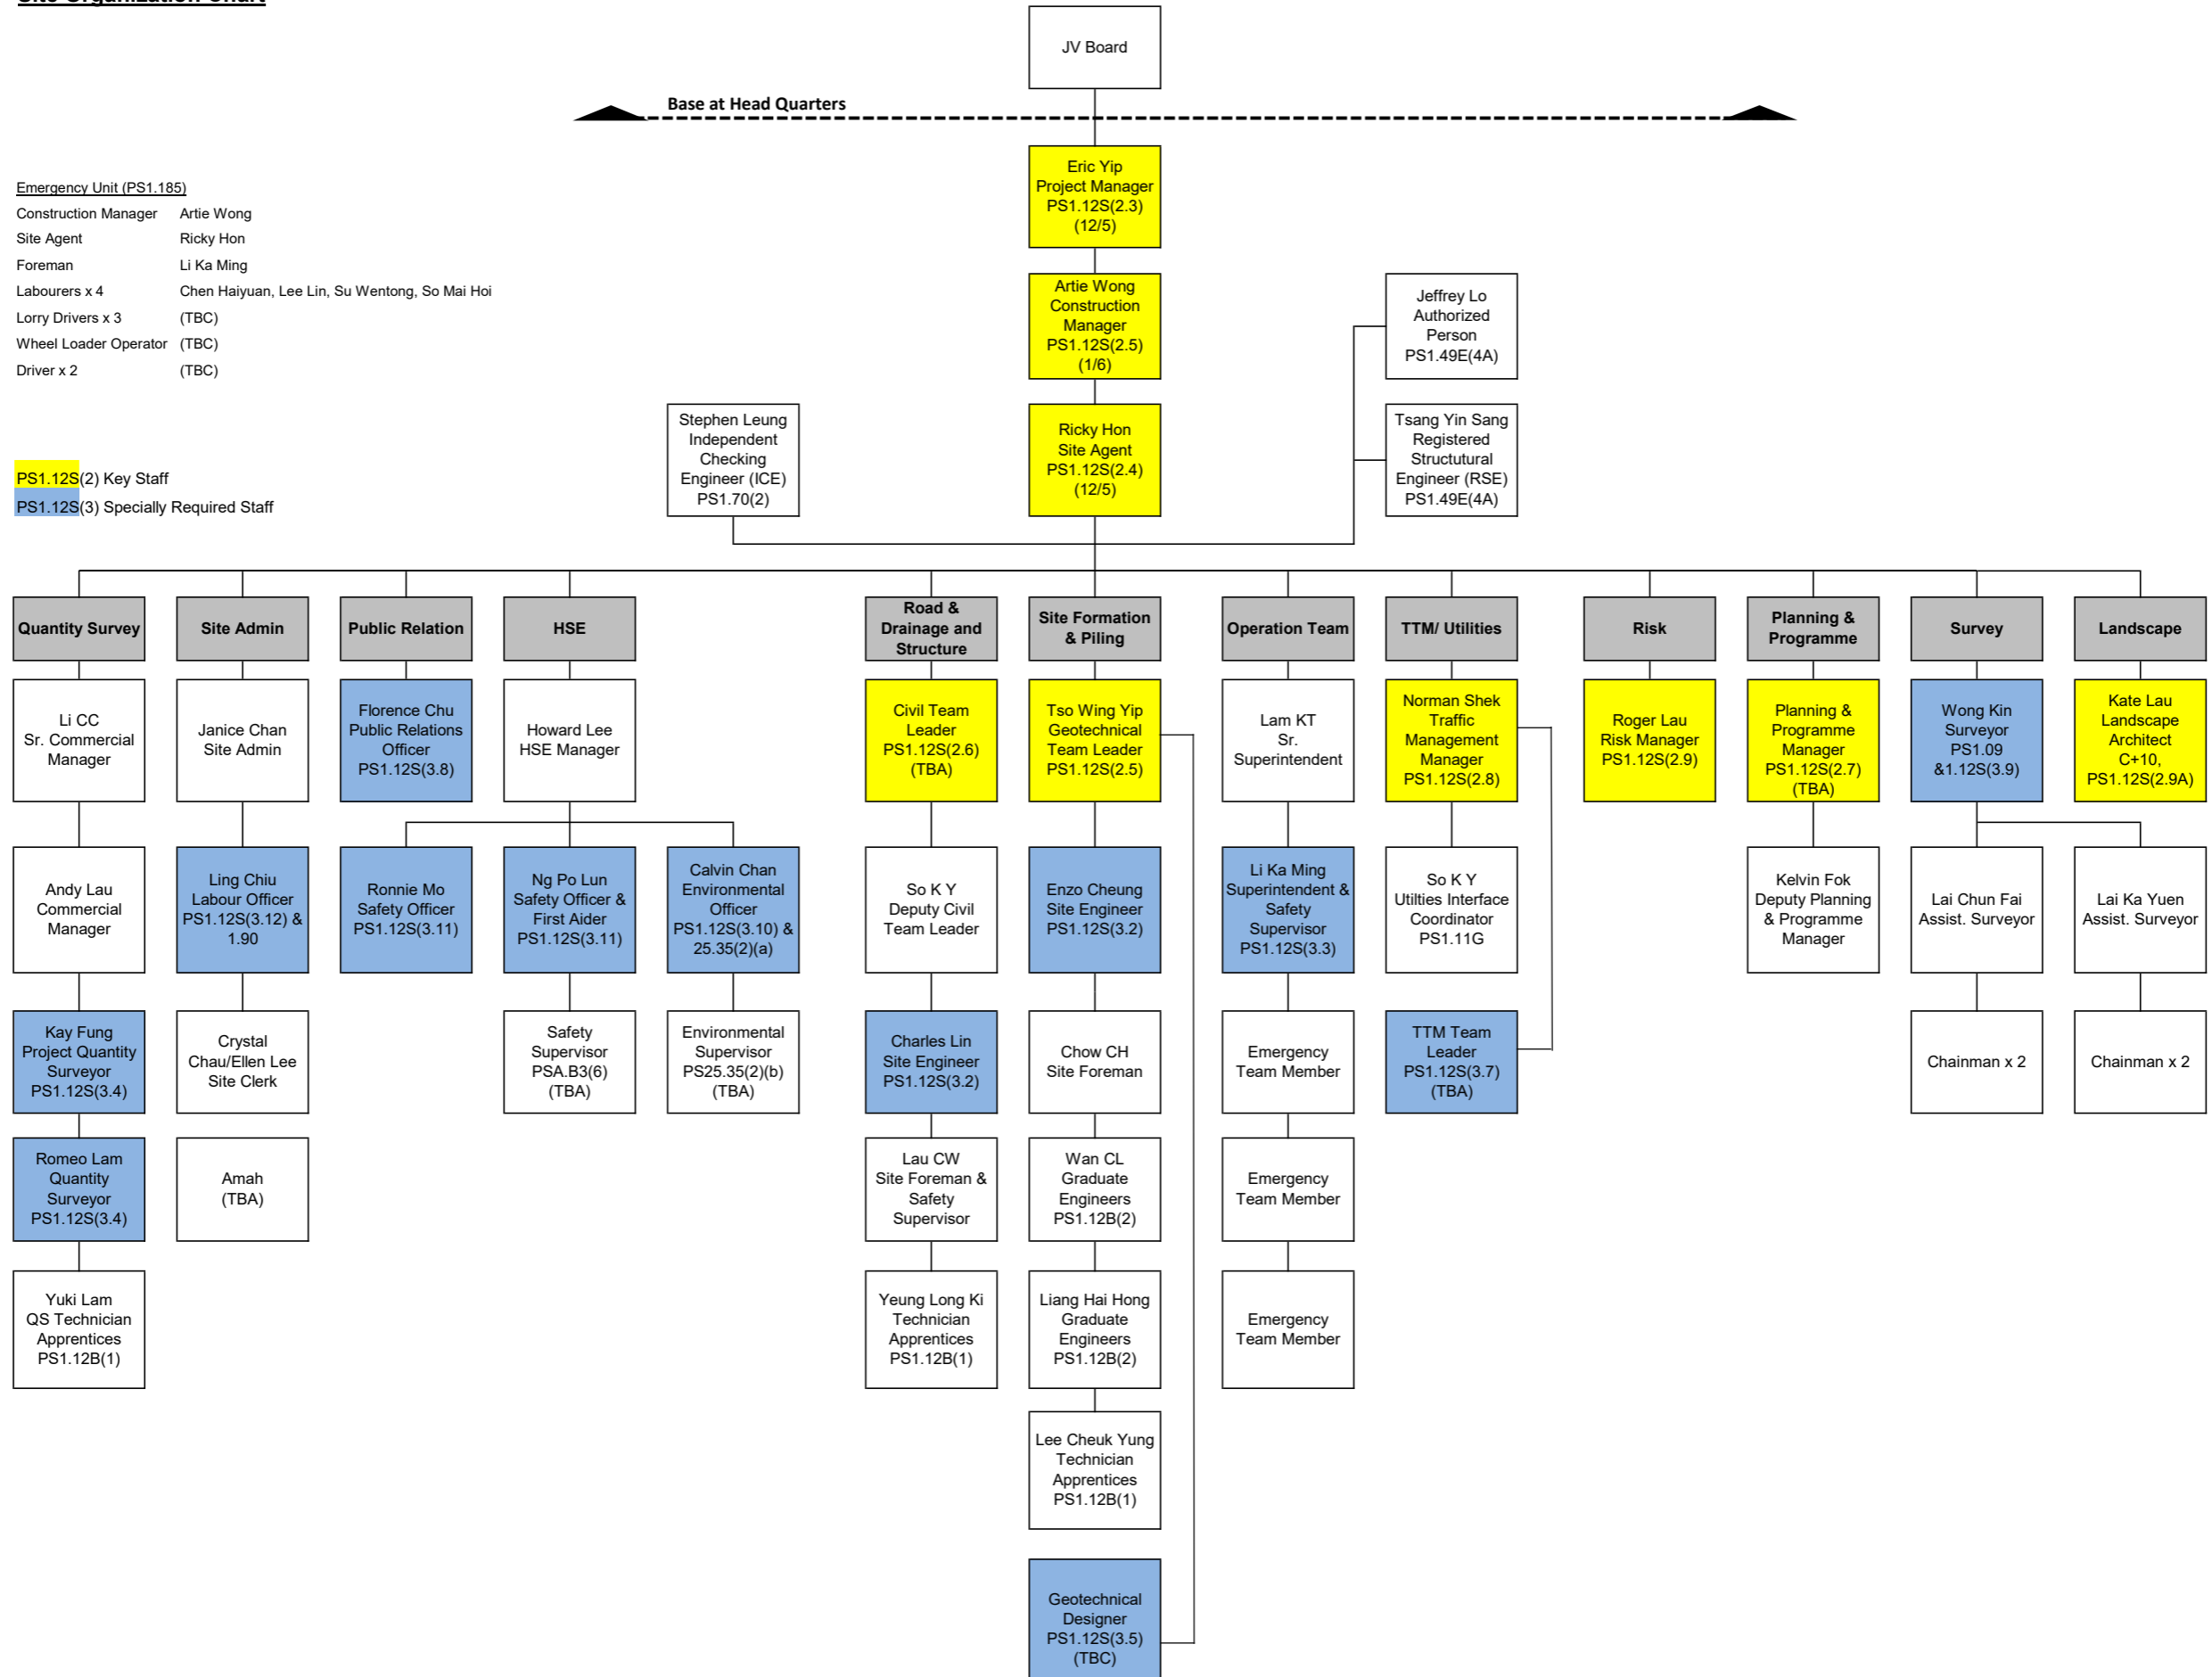 Site Organization Chart
JV Board
Base at Head Quarters
Eric Yip
Project Manager
PS1.12S(2.3)
(12/5)
Emergency Unit (PS1.185)
Construction Manager Artie Wong
Site Agent Ricky Hon
Foreman Li Ka Ming
Labourers x 4 Chen Haiyuan, Lee Lin, Su Wentong, So Mai Hoi
Lorry Drivers x 3 (TBC)
Wheel Loader Operator (TBC)
Driver x 2 (TBC)
Artie Wong
Construction
Manager
PS1.12S(2.5)
(1/6)
Jeffrey Lo
Authorized
Person
PS1.49E(4A)
Stephen Leung
Independent
Checking
Engineer (ICE)
PS1.70(2)
Ricky Hon
Site Agent
PS1.12S(2.4)
(12/5)
Tsang Yin Sang
Registered
Structutural
Engineer (RSE)
PS1.49E(4A)
PS1.12S(2) Key Staff
PS1.12S(3) Specially Required Staff
Quantity Survey
Site Admin
Public Relation
HSE
Road &
Drainage and
Structure
Site Formation
& Piling
Operation Team
TTM/ Utilities
Risk
Planning &
Programme
Survey
Landscape
Li CC
Sr. Commercial
Manager
Janice Chan
Site Admin
Florence Chu
Public Relations
Officer
PS1.12S(3.8)
Howard Lee
HSE Manager
Civil Team
Leader
PS1.12S(2.6)
(TBA)
Tso Wing Yip
Geotechnical
Team Leader
PS1.12S(2.5)
Lam KT
Sr.
Superintendent
Norman Shek
Traffic
Management
Manager
PS1.12S(2.8)
Roger Lau
Risk Manager
PS1.12S(2.9)
Planning &
Programme
Manager
PS1.12S(2.7)
(TBA)
Wong Kin
Surveyor
PS1.09
&1.12S(3.9)
Kate Lau
Landscape
Architect
C+10,
PS1.12S(2.9A)
Andy Lau
Commercial
Manager
Ling Chiu
Labour Officer
PS1.12S(3.12) &
1.90
Ronnie Mo
Safety Officer
PS1.12S(3.11)
Ng Po Lun
Safety Officer &
First Aider
PS1.12S(3.11)
Calvin Chan
Environmental
Officer
PS1.12S(3.10) &
25.35(2)(a)
So K Y
Deputy Civil
Team Leader
Enzo Cheung
Site Engineer
PS1.12S(3.2)
Li Ka Ming
Superintendent &
Safety
Supervisor
PS1.12S(3.3)
So K Y
Utilties Interface
Coordinator
PS1.11G
Kelvin Fok
Deputy Planning
& Programme
Manager
Lai Chun Fai
Assist. Surveyor
Lai Ka Yuen
Assist. Surveyor
Kay Fung
Project Quantity
Surveyor
PS1.12S(3.4)
Crystal
Chau/Ellen Lee
Site Clerk
Safety
Supervisor
PSA.B3(6)
(TBA)
Environmental
Supervisor
PS25.35(2)(b)
(TBA)
Charles Lin
Site Engineer
PS1.12S(3.2)
Chow CH
Site Foreman
Emergency
Team Member
TTM Team
Leader
PS1.12S(3.7)
(TBA)
Chainman x 2
Chainman x 2
Romeo Lam
Quantity
Surveyor
PS1.12S(3.4)
Amah
(TBA)
Lau CW
Site Foreman &
Safety
Supervisor
Wan CL
Graduate
Engineers
PS1.12B(2)
Emergency
Team Member
Yuki Lam
QS Technician
Apprentices
PS1.12B(1)
Yeung Long Ki
Technician
Apprentices
PS1.12B(1)
Liang Hai Hong
Graduate
Engineers
PS1.12B(2)
Emergency
Team Member
Lee Cheuk Yung
Technician
Apprentices
PS1.12B(1)
Geotechnical
Designer
PS1.12S(3.5)
(TBC)